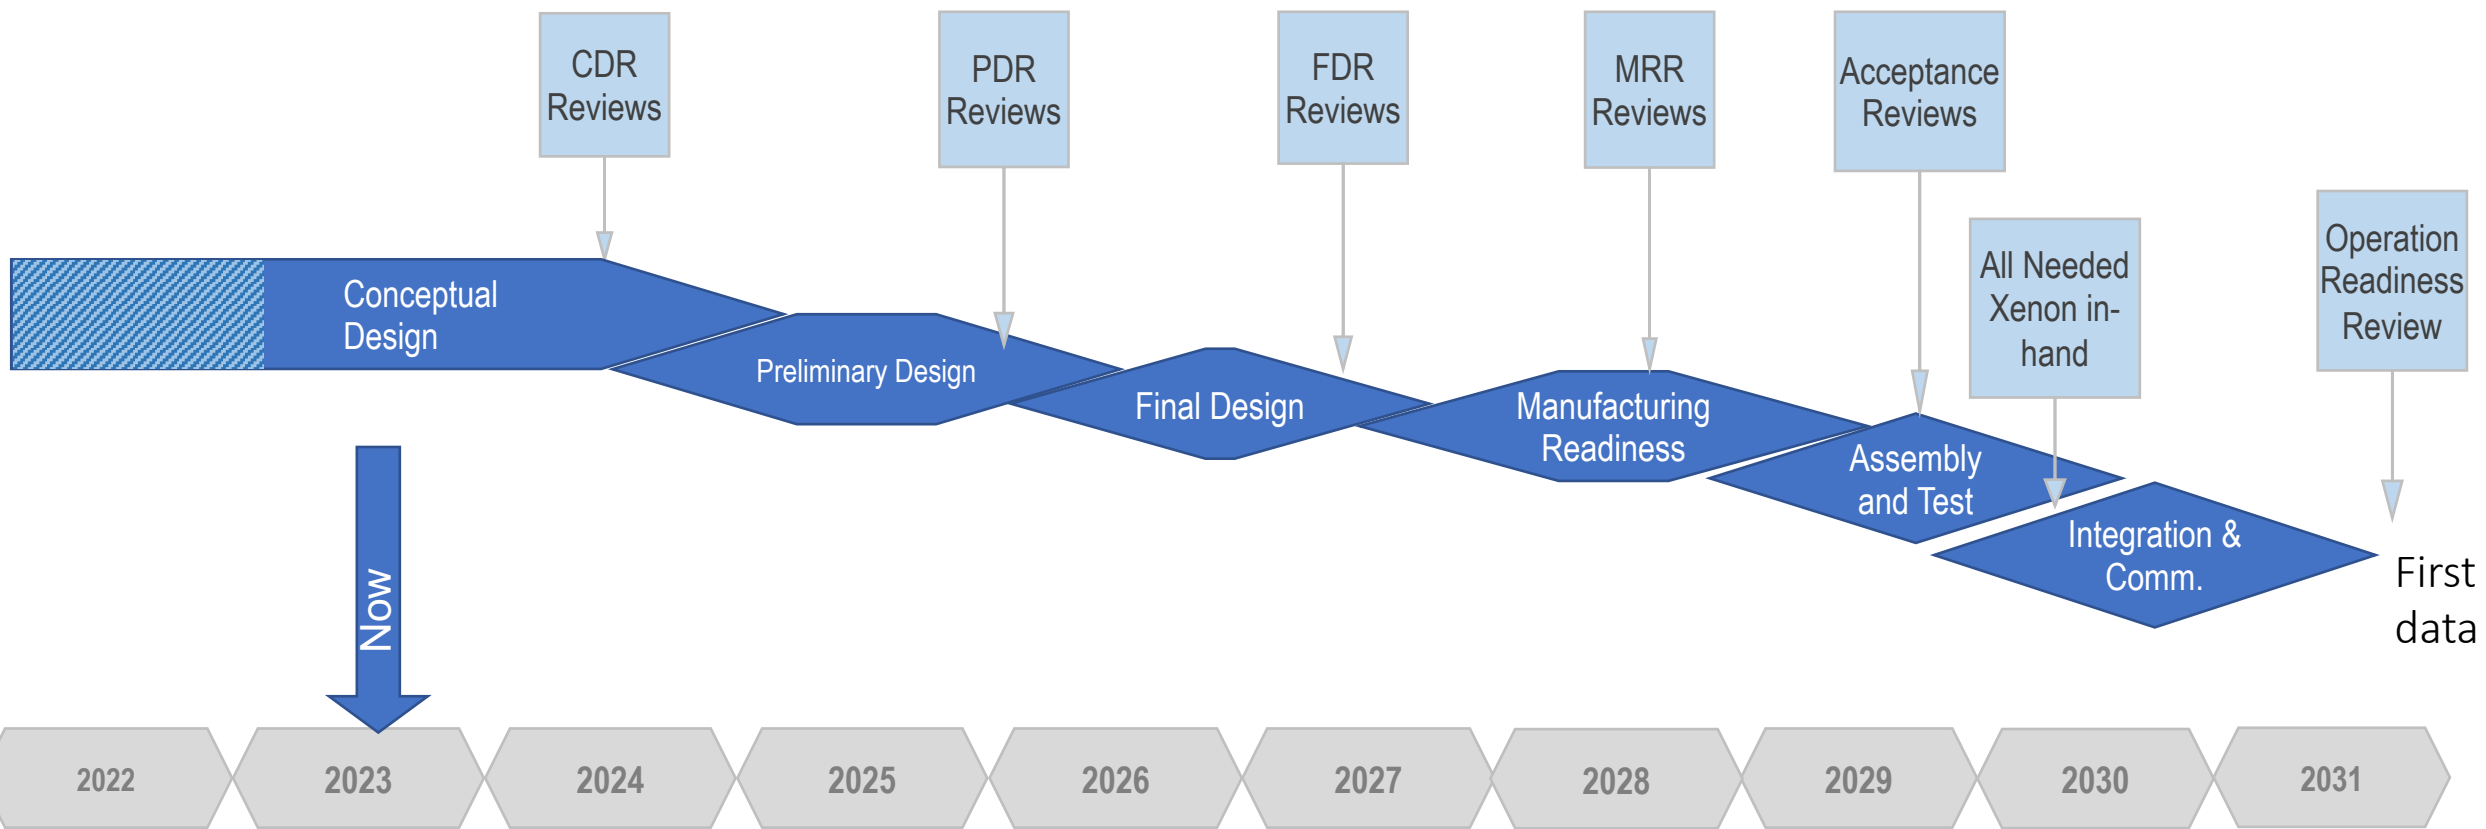 CDR
Reviews
PDR
Reviews
FDR
Reviews
MRR
Reviews
Acceptance
Reviews
All Needed
Xenon in-
hand
Operation
Readiness
Review
Conceptual
Design
Preliminary Design
Final Design
Manufacturing
Readiness
Assembly
and Test
Integration &
Comm.
First
data
Now
2022
2023
2024
2025
2026
2027
2028
2029
2030
2031